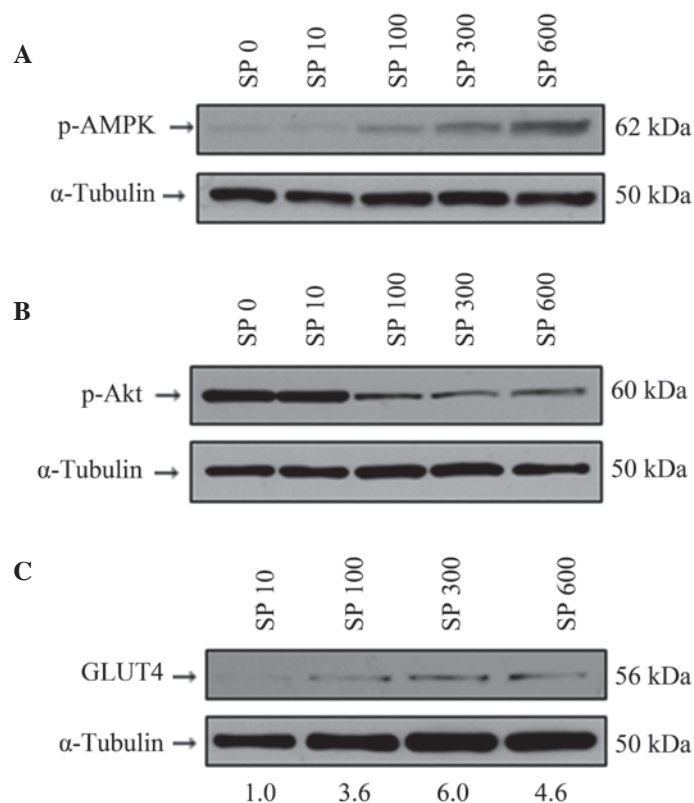 A
SP 0 SP 10 SP 100 SP 300 SP 600
p-AMPK → 62 kDa
α-Tubulin → 50 kDa
B
SP 0 SP 10 SP 100 SP 300 SP 600
p-Akt → 60 kDa
α-Tubulin → 50 kDa
C
SP 10 SP 100 SP 300 SP 600
GLUT4 → 56 kDa
α-Tubulin → 50 kDa
1.0 3.6 6.0 4.6